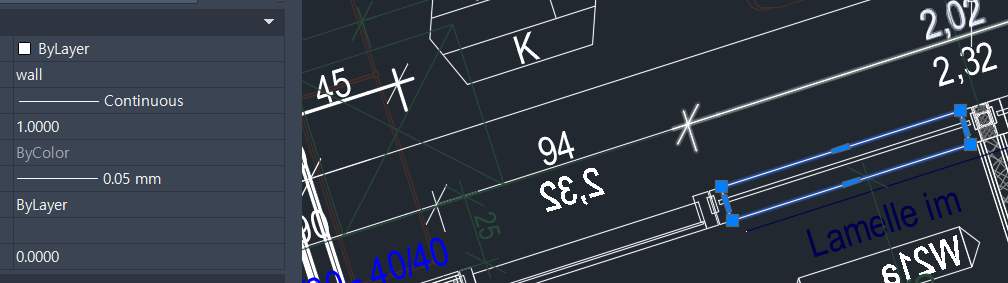 ByLayer
wall
Continuous
1.0000
ByColor
0.05 mm
ByLayer
0.0000
45
K
2,02
2,32
94
2,32
25
40/40
Lamelle im
W21a